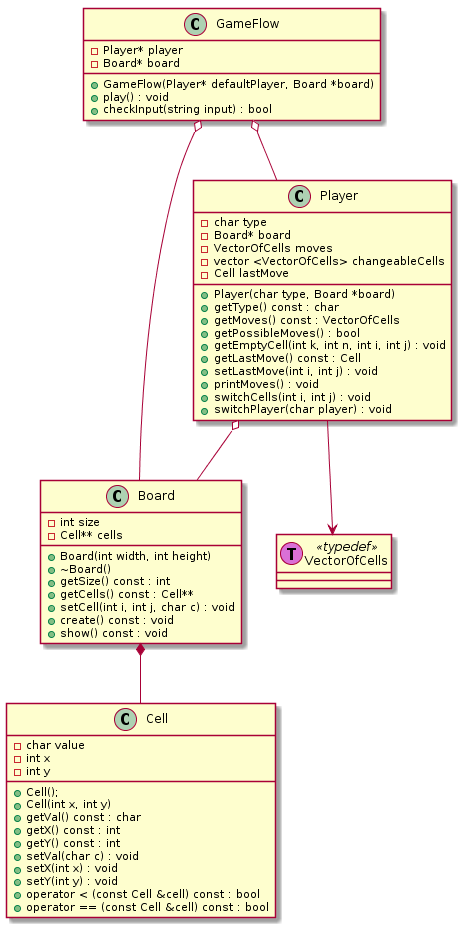 C GameFlow
Player* player
Board* board
GameFlow(Player* defaultPlayer, Board *board)
play() : void
checkInput(string input) : bool
C Player
char type
Board* board
VectorOfCells moves
vector <VectorOfCells> changeableCells
Cell lastMove
Player(char type, Board *board)
getType() const : char
getMoves() const : VectorOfCells
getPossibleMoves() : bool
getEmptyCell(int k, int n, int i, int j) : void
getLastMove() const : Cell
setLastMove(int i, int j) : void
printMoves() : void
switchCells(int i, int j) : void
switchPlayer(char player) : void
C Board
int size
Cell** cells
Board(int width, int height)
~Board()
getSize() const : int
getCells() const : Cell**
setCell(int i, int j, char c) : void
create() const : void
show() const : void
T «typedef»
VectorOfCells
C Cell
char value
int x
int y
Cell();
Cell(int x, int y)
getVal() const : char
getX() const : int
getY() const : int
setVal(char c) : void
setX(int x) : void
setY(int y) : void
operator < (const Cell &cell) const : bool
operator == (const Cell &cell) const : bool